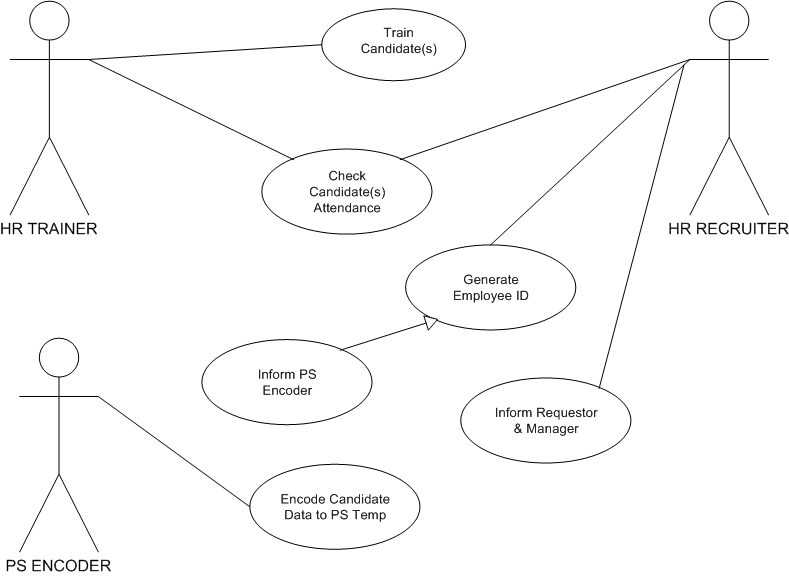 Train
Candidate(s)
Check
Candidate(s)
Attendance
HR TRAINER
HR RECRUITER
Generate
Employee ID
Inform PS
Encoder
Inform Requestor
& Manager
Encode Candidate
Data to PS Temp
PS ENCODER